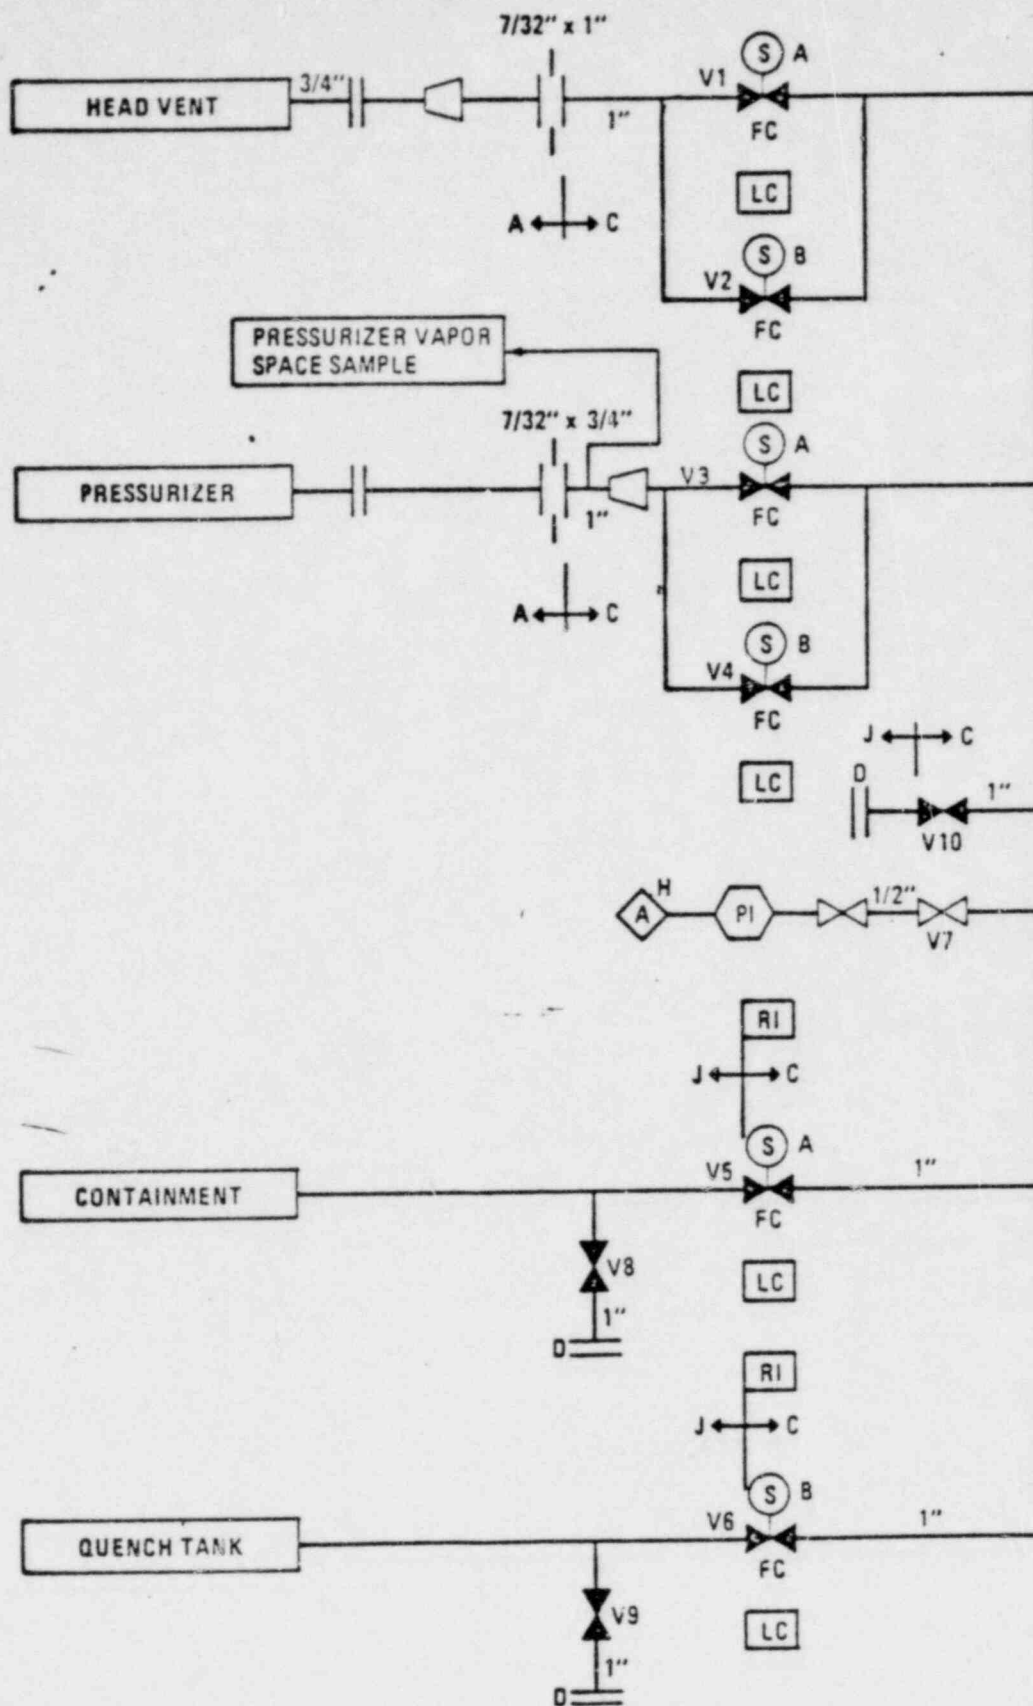 7/32" x 1"
S A
3/4"
V1
HEAD VENT
1"
FC
LC
A C
S B
V2
FC
PRESSURIZER VAPOR
SPACE SAMPLE
LC
7/32" x 3/4"
S A
V3
PRESSURIZER
1"
FC
LC
A C
S B
V4
FC
J C
LC
D
1"
V10
H
A
PI
1/2"
V7
RI
J C
S A
V5
1"
CONTAINMENT
FC
V8
LC
1"
D
RI
J C
S B
V6
1"
QUENCH TANK
FC
V9
LC
1"
D